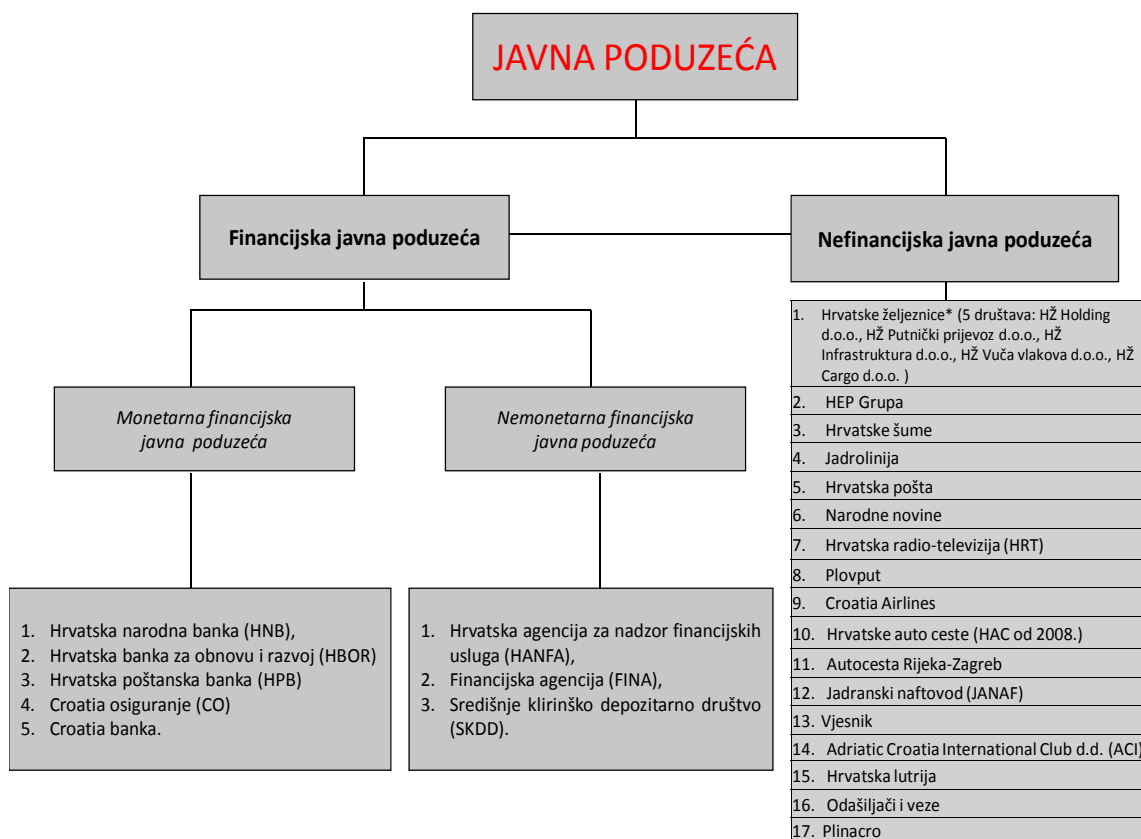 JAVNA PODUZEĆA
Financijska javna poduzeća
Nefinancijska javna poduzeća
Monetarna financijska
javna poduzeća
Nemonetarna financijska
javna poduzeća
1. Hrvatska narodna banka (HNB),
2. Hrvatska banka za obnovu i razvoj (HBOR)
3. Hrvatska poštanska banka (HPB)
4. Croatia osiguranje (CO)
5. Croatia banka.
1. Hrvatska agencija za nadzor financijskih
usluga (HANFA),
2. Financijska agencija (FINA),
3. Središnje klirinško depozitarno društvo
(SKDD).
1. Hrvatske željeznice* (5 društava: HŽ Holding
d.o.o., HŽ Putnički prijevoz d.o.o., HŽ
Infrastruktura d.o.o., HŽ Vuča vlakova d.o.o., HŽ
Cargo d.o.o. )
2. HEP Grupa
3. Hrvatske šume
4. Jadrolinija
5. Hrvatska pošta
6. Narodne novine
7. Hrvatska radio-televizija (HRT)
8. Plovput
9. Croatia Airlines
10. Hrvatske auto ceste (HAC od 2008.)
11. Autocesta Rijeka-Zagreb
12. Jadranski naftovod (JANAF)
13. Vjesnik
14. Adriatic Croatia International Club d.d. (ACI)
15. Hrvatska lutrija
16. Odašiljači i veze
17. Plinacro